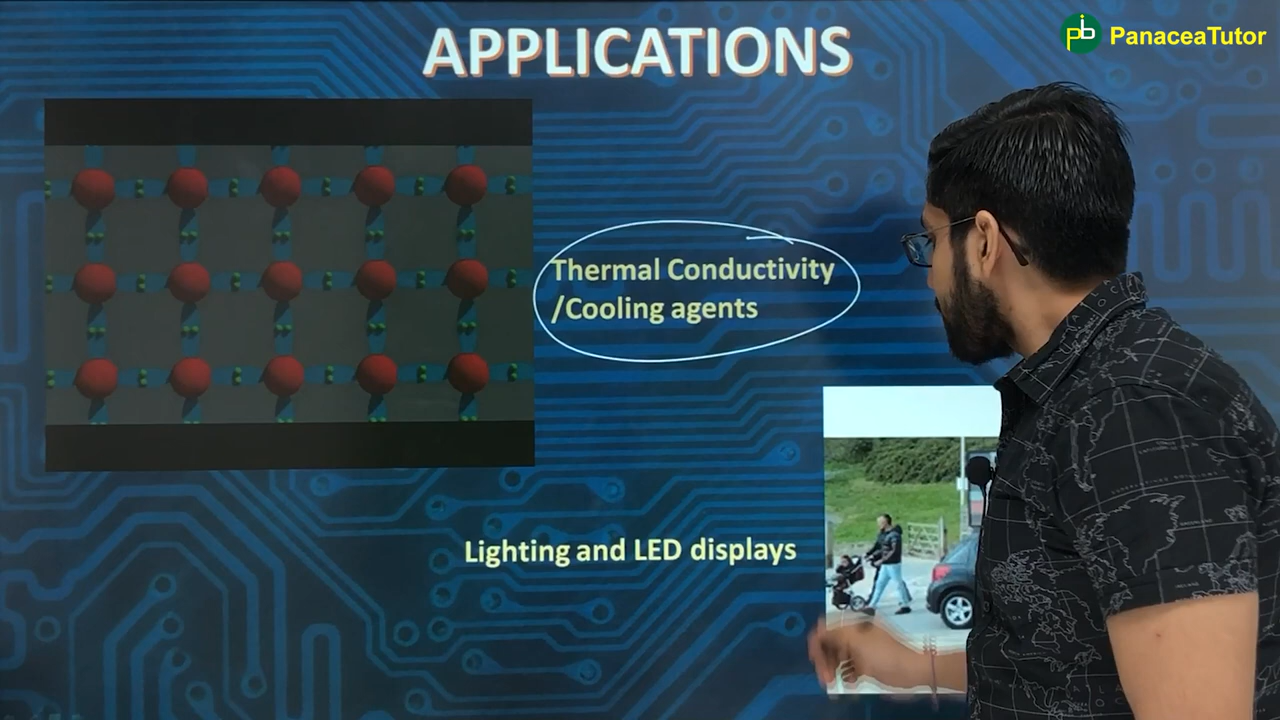 APPLICATIONS
PanaceaTutor
Thermal Conductivity
/Cooling agents
Lighting and LED displays